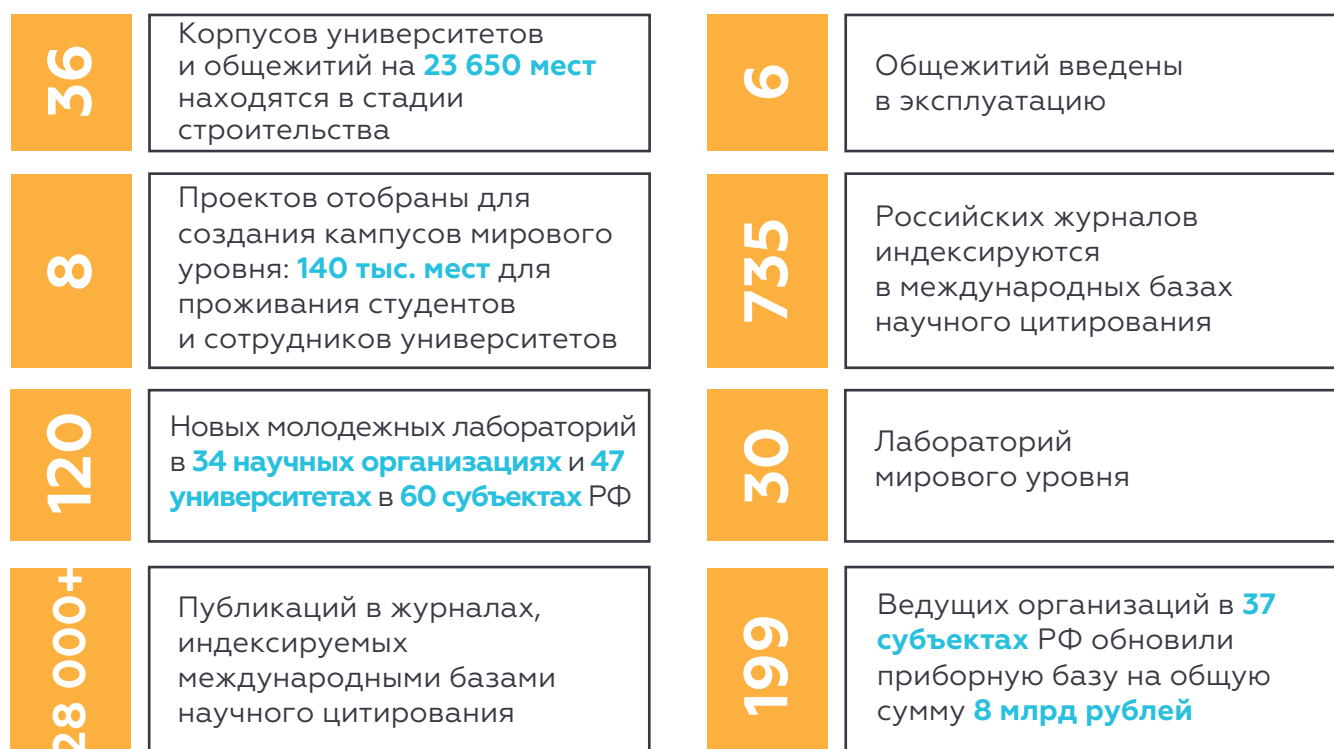 36
Корпусов университетов
и общежитий на 23 650 мест
находятся в стадии
строительства
6
Общежитий введены
в эксплуатацию
8
Проектов отобраны для
создания кампусов мирового
уровня: 140 тыс. мест для
проживания студентов
и сотрудников университетов
735
Российских журналов
индексируются
в международных базах
научного цитирования
120
Новых молодежных лабораторий
в 34 научных организациях и 47
университетах в 60 субъектах РФ
30
Лабораторий
мирового уровня
28 000+
Публикаций в журналах,
индексируемых
международными базами
научного цитирования
199
Ведущих организаций в 37
субъектах РФ обновили
приборную базу на общую
сумму 8 млрд рублей